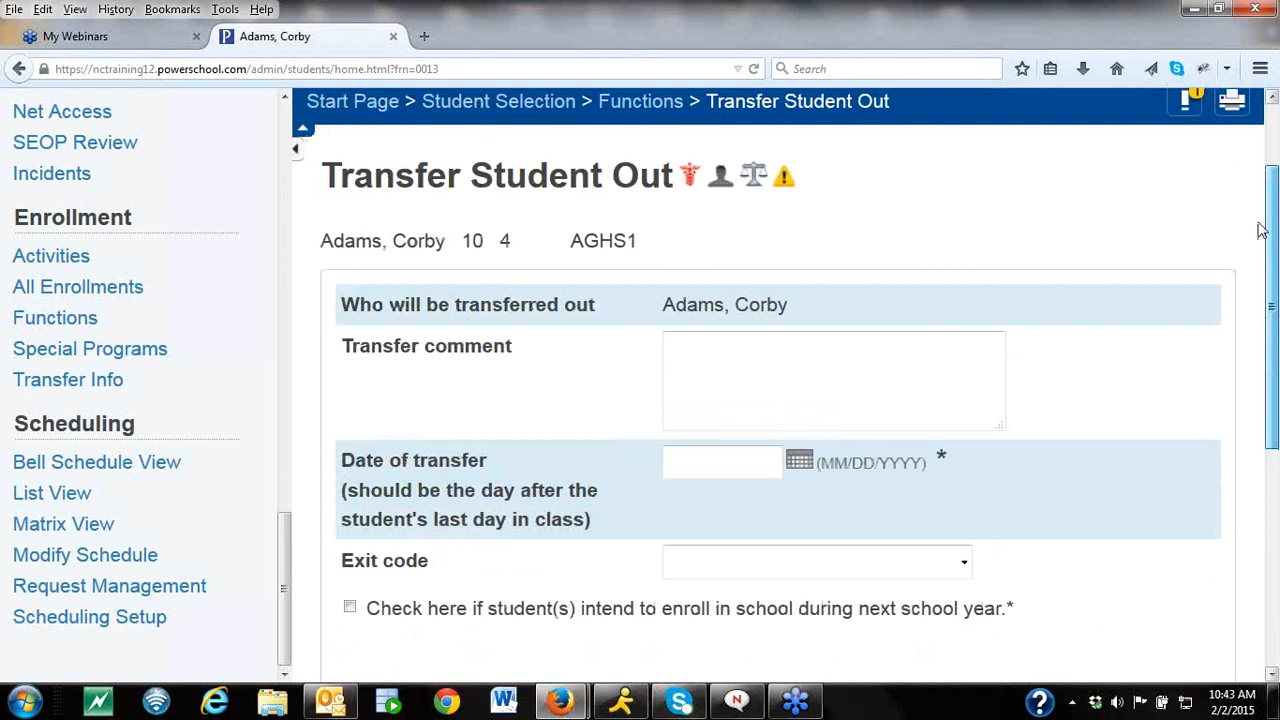 File Edit View History Bookmarks Tools Help
My Webinars × P Adams, Corby × +
https://nctraining12.powerschool.com/admin/students/home.html?frn=0013 Search
Start Page > Student Selection > Functions > Transfer Student Out
Net Access
SEOP Review
Incidents
Enrollment
Activities
All Enrollments
Functions
Special Programs
Transfer Info
Scheduling
Bell Schedule View
List View
Matrix View
Modify Schedule
Request Management
Scheduling Setup
Transfer Student Out
Adams, Corby 10 4 AGHS1
Who will be transferred out Adams, Corby
Transfer comment
Date of transfer
(should be the day after the
student's last day in class)
(MM/DD/YYYY) *
Exit code
Check here if student(s) intend to enroll in school during next school year.*
10:43 AM
2/2/2015